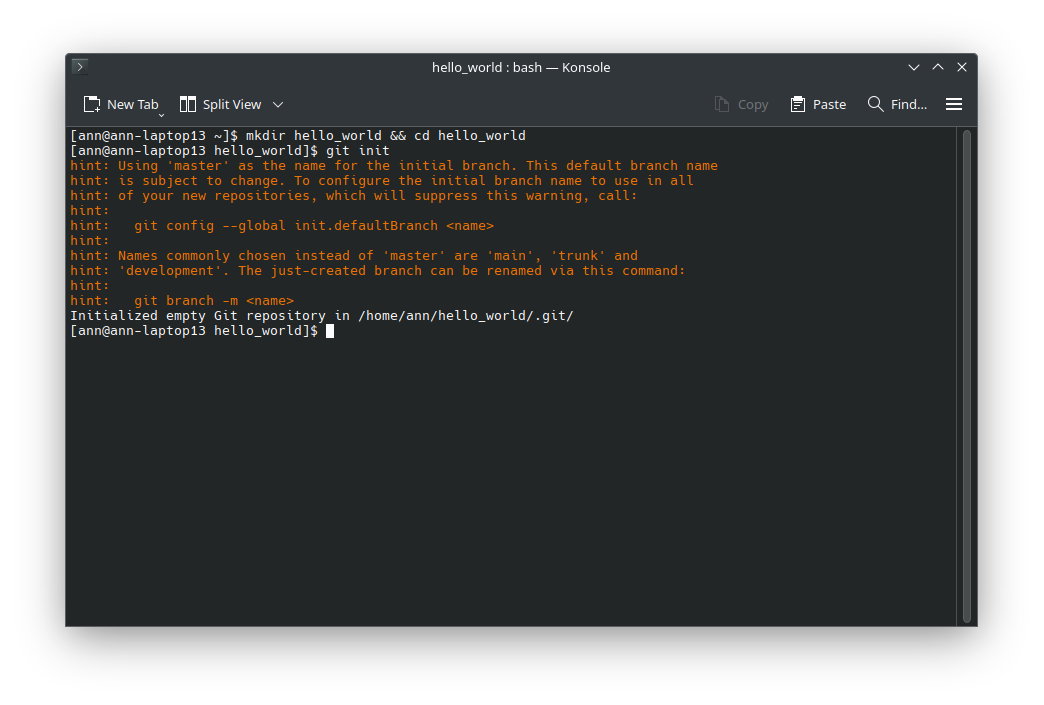 hello_world : bash — Konsole
New Tab Split View Copy Paste Find...
[ann@ann-laptop13 ~]$ mkdir hello_world && cd hello_world
[ann@ann-laptop13 hello_world]$ git init
hint: Using 'master' as the name for the initial branch. This default branch name
hint: is subject to change. To configure the initial branch name to use in all
hint: of your new repositories, which will suppress this warning, call:
hint:
hint:   git config --global init.defaultBranch <name>
hint:
hint: Names commonly chosen instead of 'master' are 'main', 'trunk' and
hint: 'development'. The just-created branch can be renamed via this command:
hint:
hint:   git branch -m <name>
Initialized empty Git repository in /home/ann/hello_world/.git/
[ann@ann-laptop13 hello_world]$